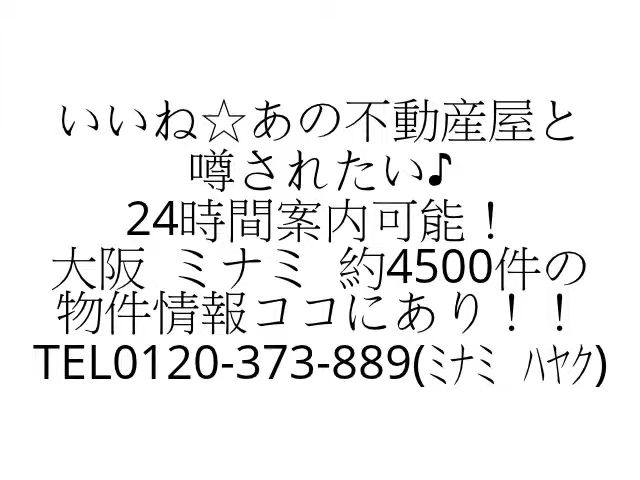 いいね☆あの不動産屋と
噂されたい♪
24時間案内可能！
大阪 ミナミ 約4500件の
物件情報ココにあり！！
TEL0120-373-889(ﾐﾅﾐ ﾊﾔｸ)